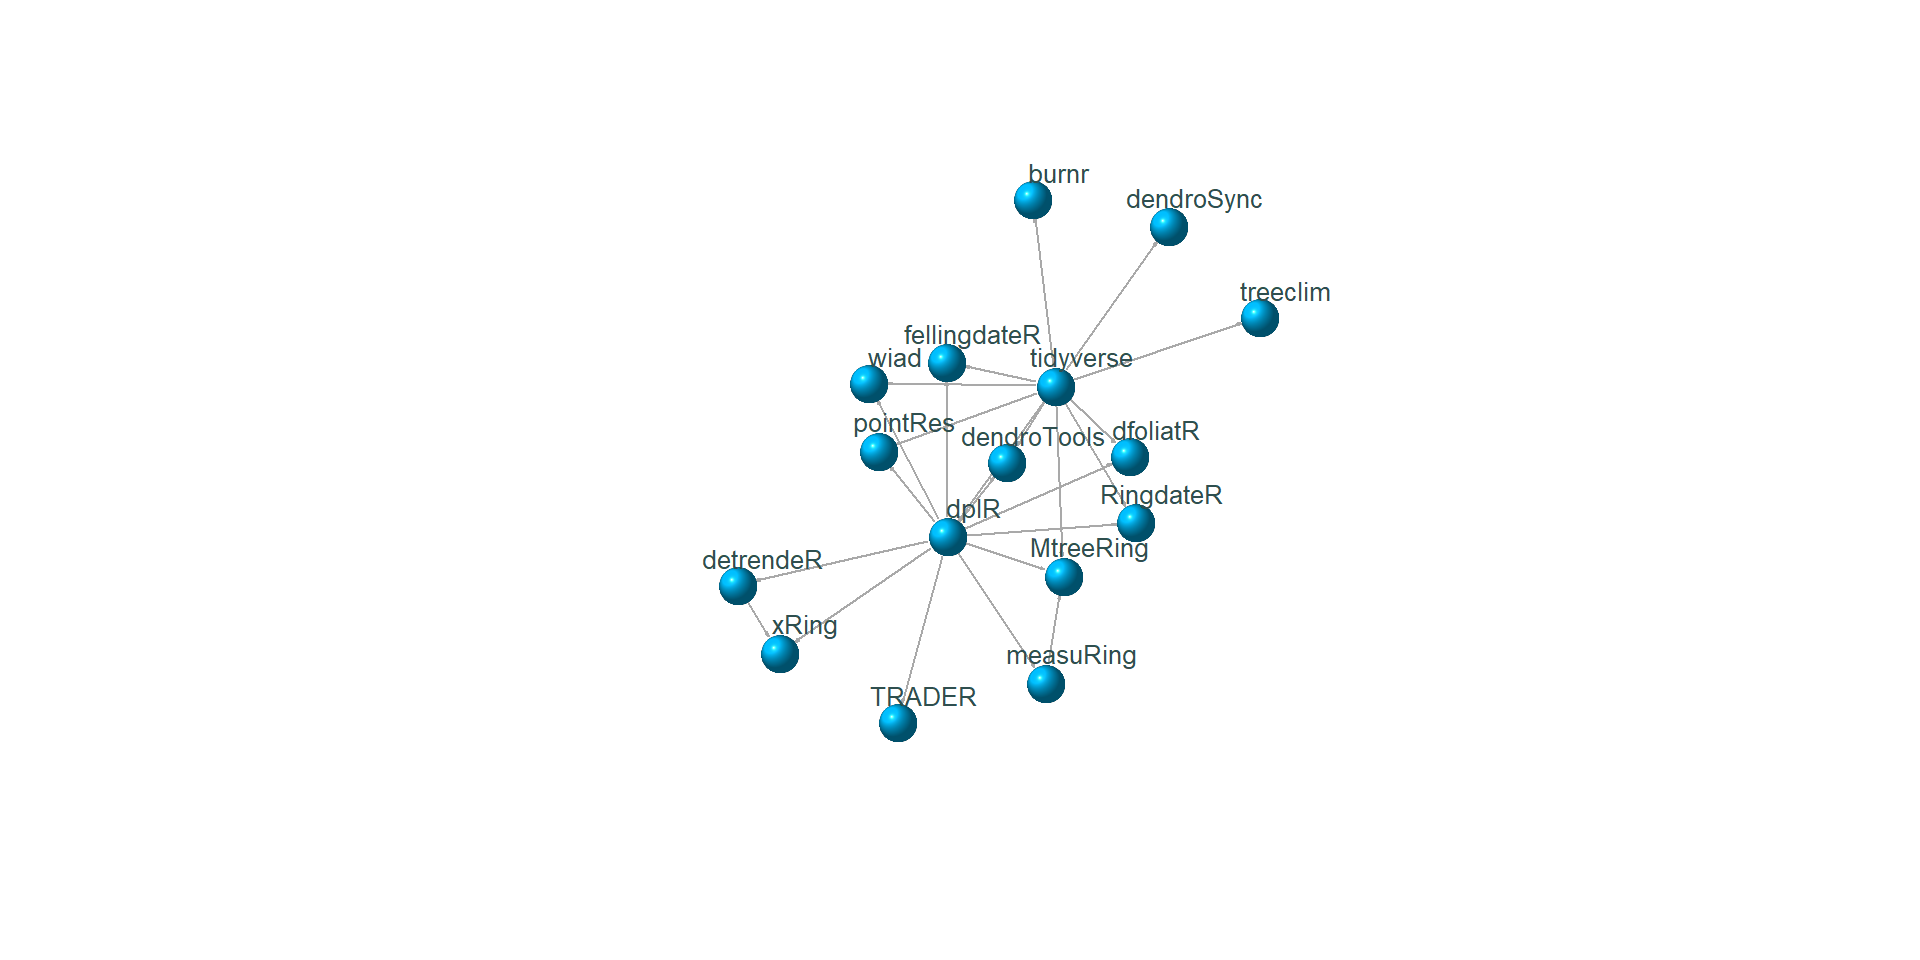 burnr
dendroSync
treeclim
fellingdateR
wiad
tidyverse
pointRes
dendroTools
dfoliatR
RingdateR
dplR
MtreeRing
detrendeR
xRing
measuRing
TRADER